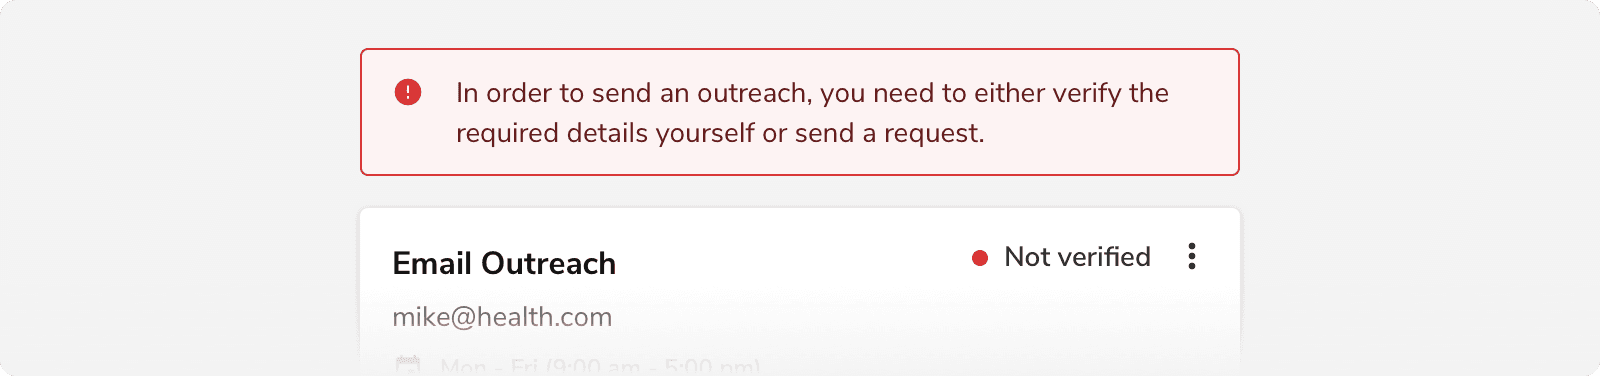 In order to send an outreach, you need to either verify the
required details yourself or send a request.
Email Outreach
Not verified
mike@health.com
Mon - Fri (9:00 am - 5:00 pm)